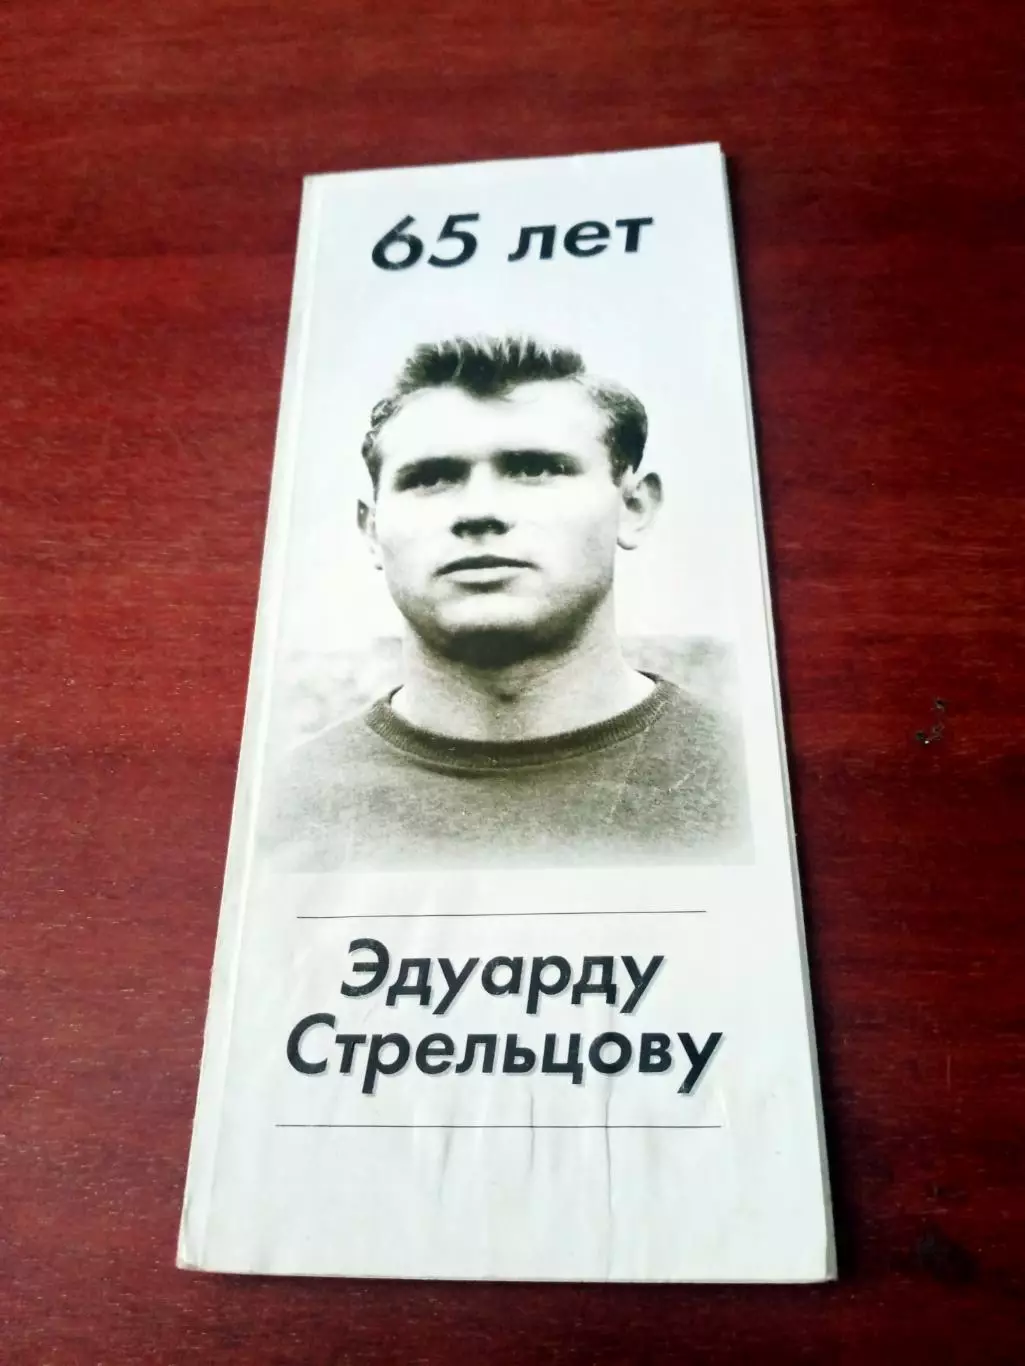 65 лет
Эдуарду
Стрельцову